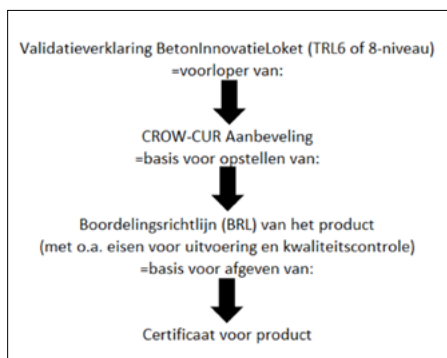 Validatieverklaring BetonInnovatieLoket (TRL6 of 8-niveau)
=voorloper van:
CROW-CUR Aanbeveling
=basis voor opstellen van:
Boordelingsrichtlijn (BRL) van het product
(met o.a. eisen voor uitvoering en kwaliteitscontrole)
=basis voor afgeven van:
Certificaat voor product